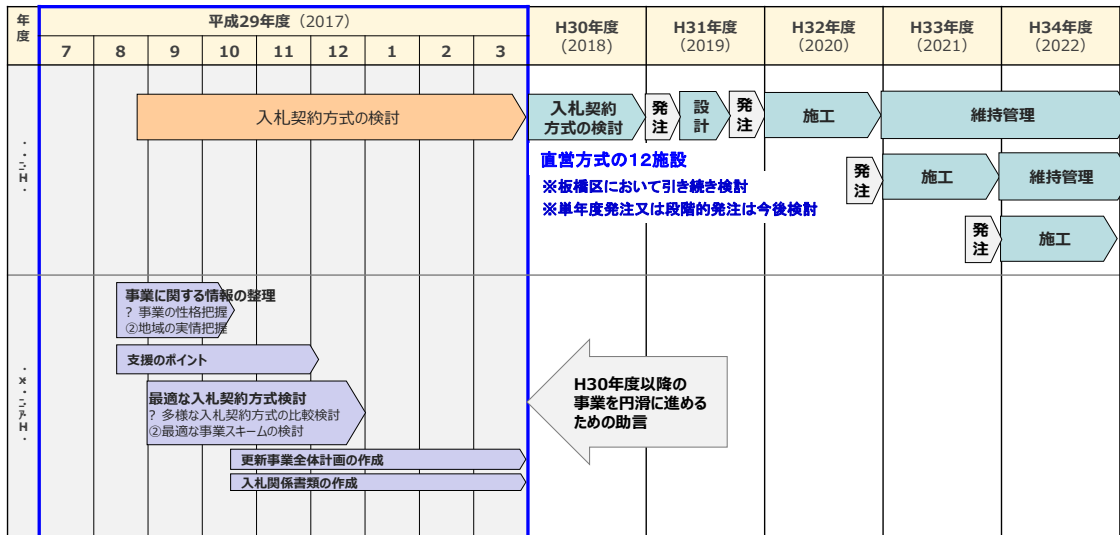 年度
平成29年度（2017）
H30年度
（2018）
H31年度
（2019）
H32年度
（2020）
H33年度
（2021）
H34年度
（2022）
7 8 9 10 11 12 1 2 3
入札契約方式の検討
入札契約
方式の検討
発注
設計
発注
施工
維持管理
直営方式の12施設
※板橋区において引き続き検討
※単年度発注又は段階的発注は今後検討
発注
施工
維持管理
発注
施工
事業に関する情報の整理
? 事業の性格把握
②地域の実情把握
支援のポイント
最適な入札契約方式検討
? 多様な入札契約方式の比較検討
②最適な事業スキームの検討
更新事業全体計画の作成
入札関係書類の作成
H30年度以降の
事業を円滑に進める
ための助言